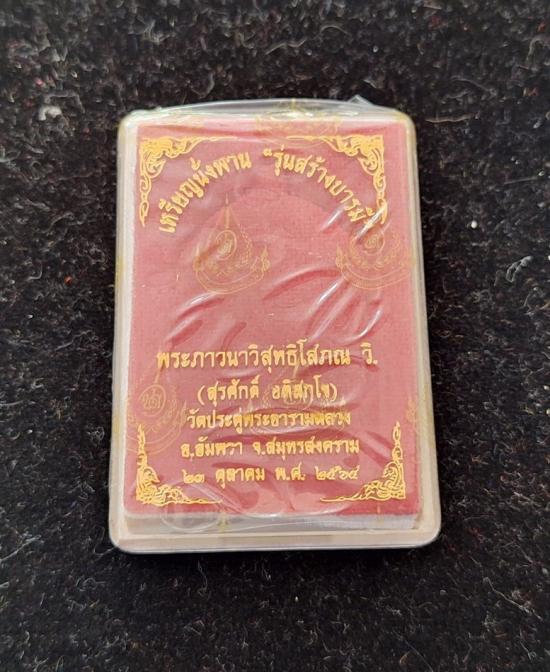 เหรียญนั่งพาน "รุ่นสร้างบารมี"
พระภาวนาวิสุทธิโสภณ วิ.
(สุรศักดิ์ อติสกฺโข)
วัดประดู่พระอารามหลวง
อ.อัมพวา จ.สมุทรสงคราม
๒๓ ตุลาคม พ.ศ. ๒๕๖๔